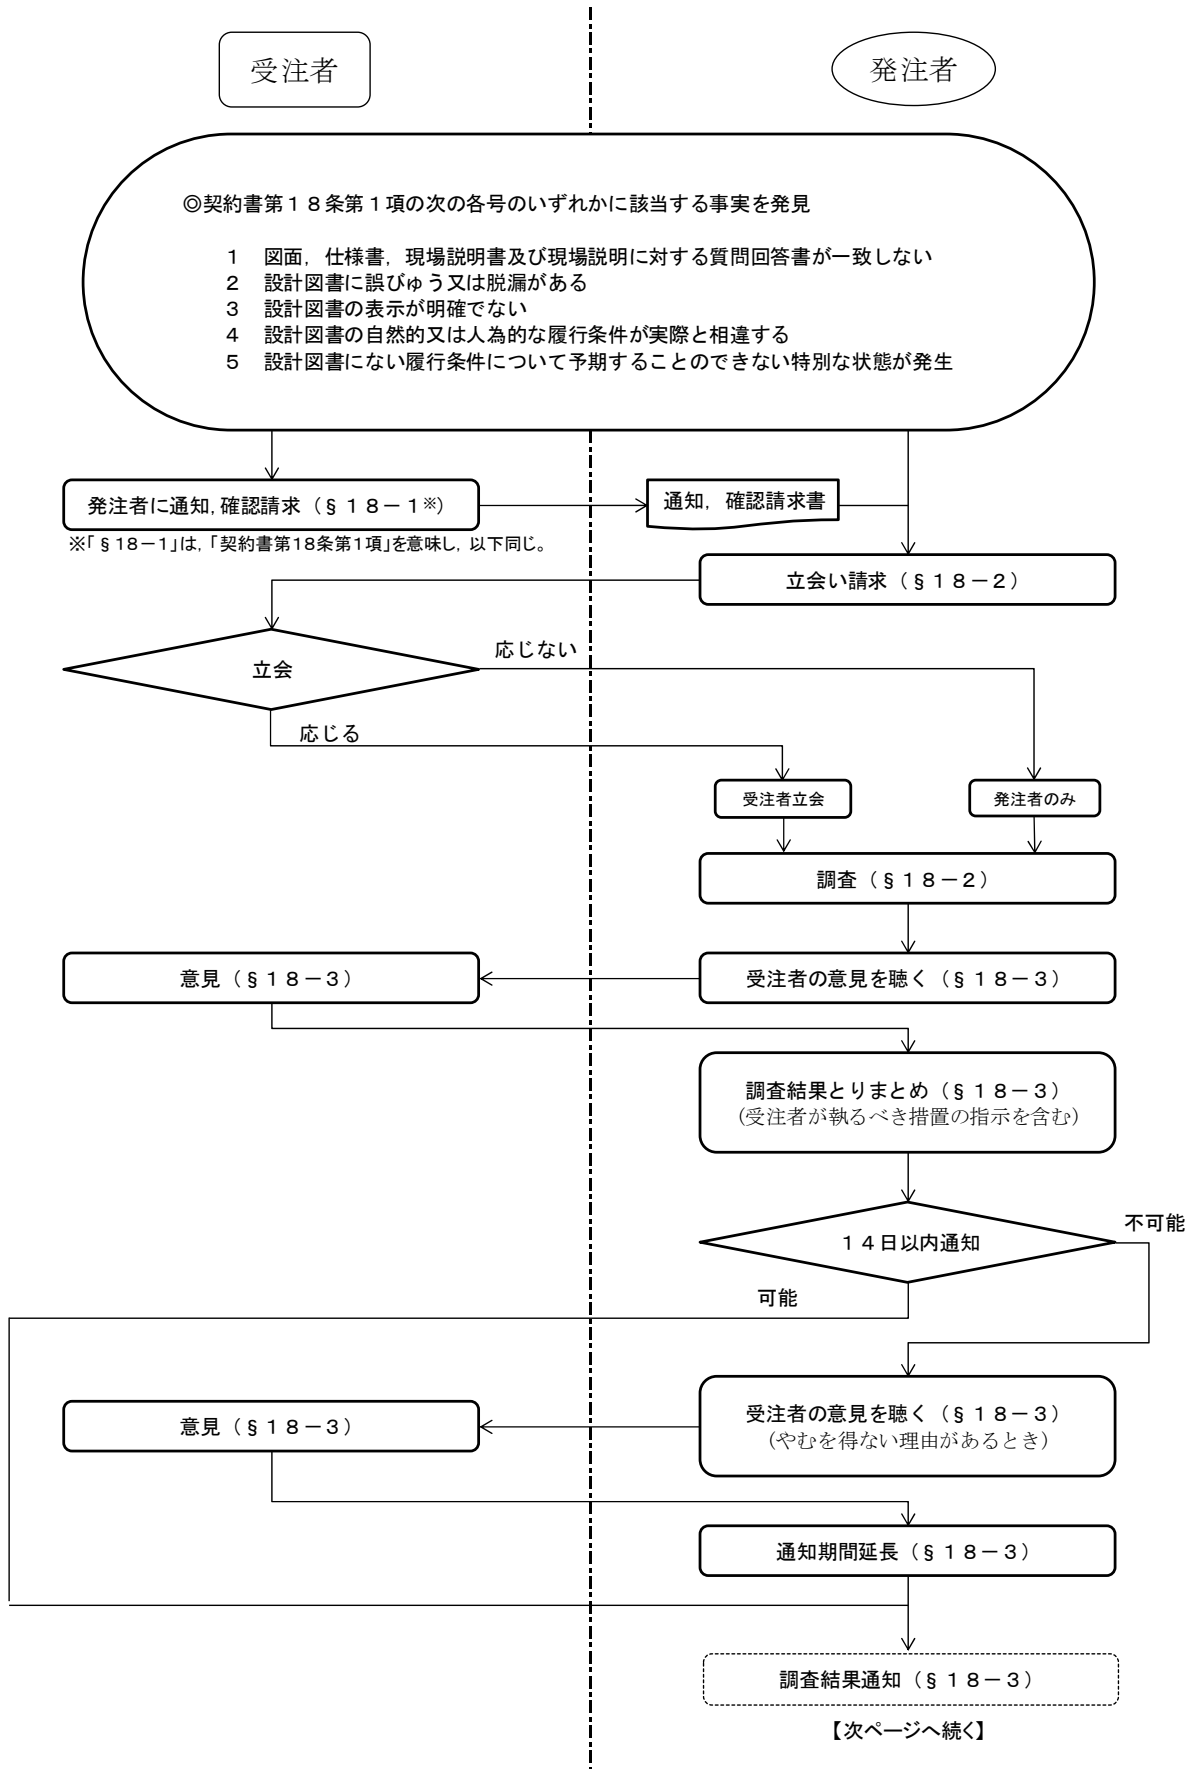 受注者
発注者
◎契約書第１８条第１項の次の各号のいずれかに該当する事実を発見
１　図面，仕様書，現場説明書及び現場説明に対する質問回答書が一致しない
２　設計図書に誤びゅう又は脱漏がある
３　設計図書の表示が明確でない
４　設計図書の自然的又は人為的な履行条件が実際と相違する
５　設計図書にない履行条件について予期することのできない特別な状態が発生
発注者に通知，確認請求（§１８－１※）
通知，確認請求書
※「§18－1」は，「契約書第18条第1項」を意味し，以下同じ。
立会い請求（§１８－２）
立会
応じない
応じる
受注者立会
発注者のみ
調査（§１８－２）
意見（§１８－３）
受注者の意見を聴く（§１８－３）
調査結果とりまとめ（§１８－３）
（受注者が執るべき措置の指示を含む）
不可能
１４日以内通知
可能
意見（§１８－３）
受注者の意見を聴く（§１８－３）
（やむを得ない理由があるとき）
通知期間延長（§１８－３）
調査結果通知（§１８－３）
【次ページへ続く】